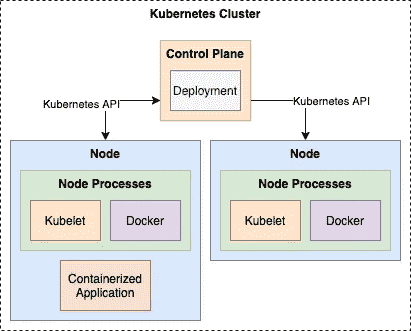 Kubernetes Cluster
Control Plane
Deployment
Kubernetes API
Kubernetes API
Node
Node Processes
Kubelet
Docker
Containerized
Application
Node
Node Processes
Kubelet
Docker